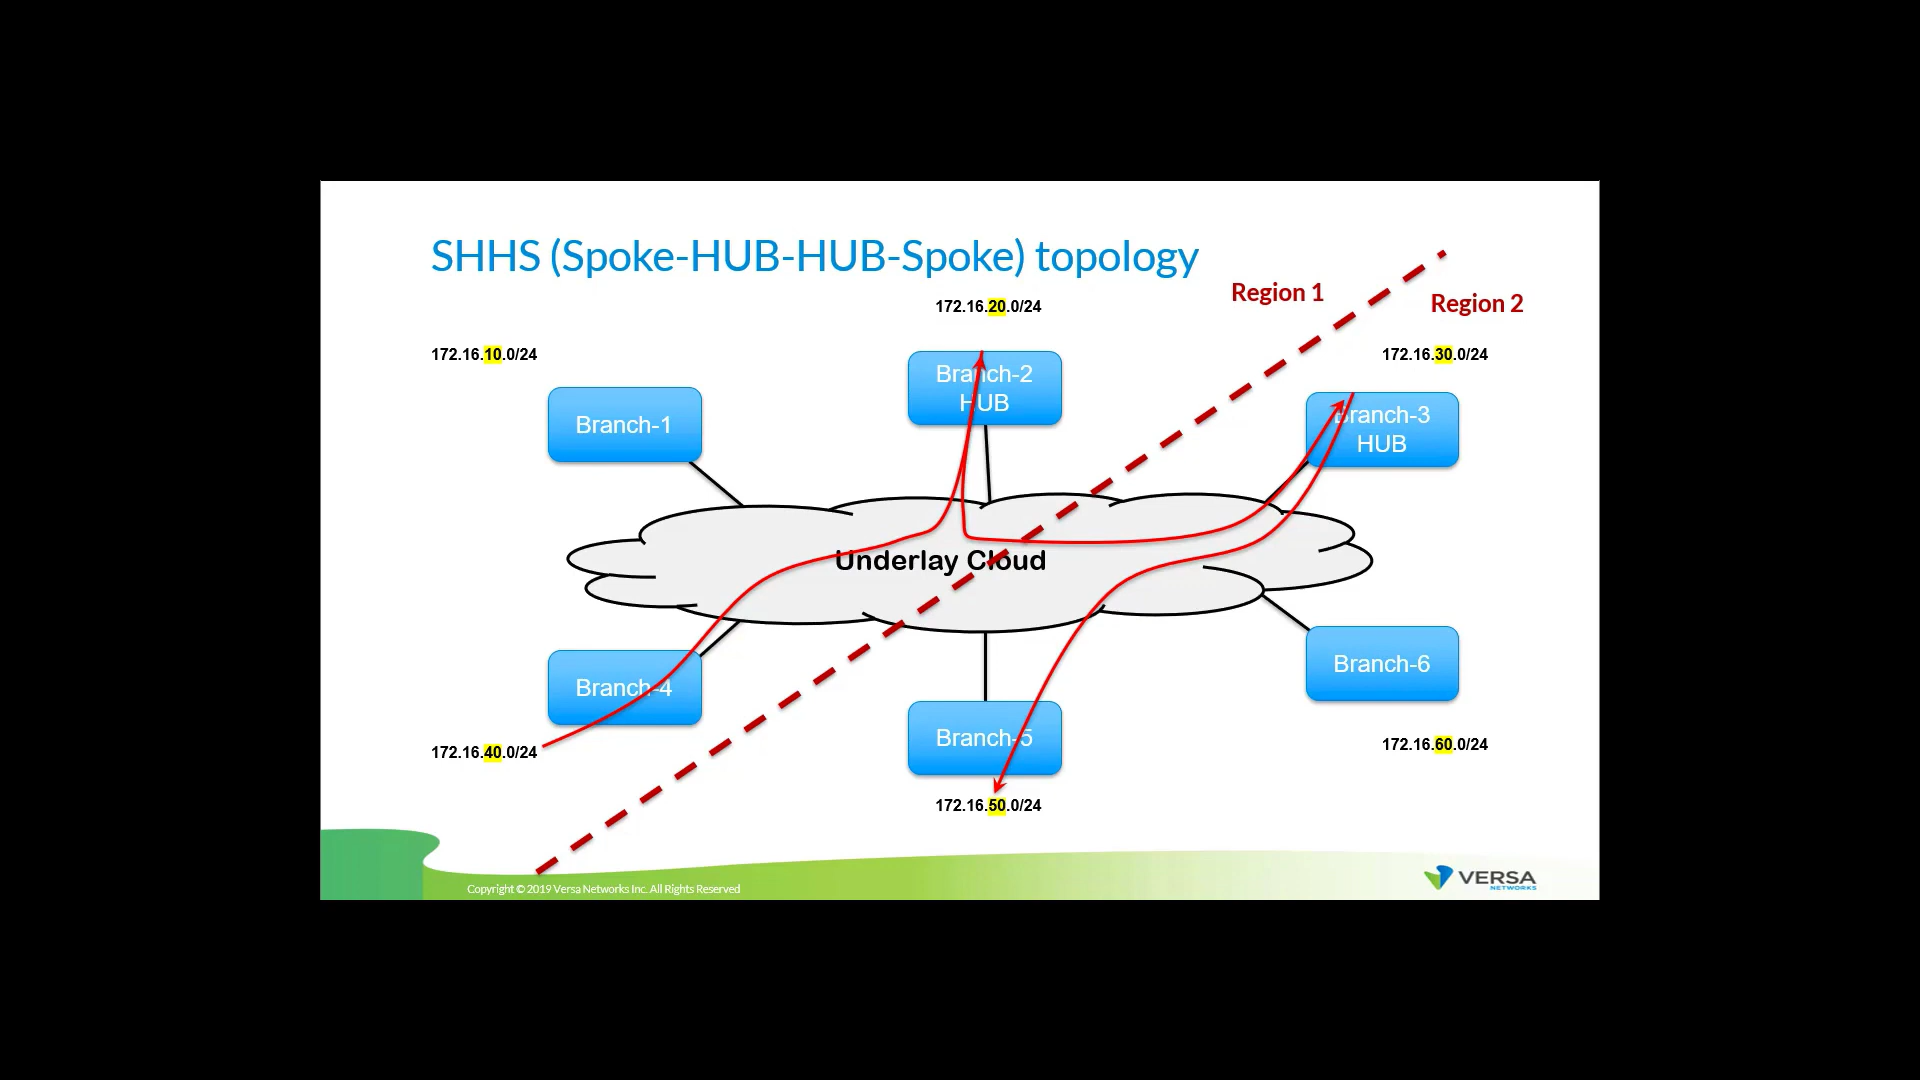 SHHS (Spoke-HUB-HUB-Spoke) topology
Region 1
Region 2
172.16.20.0/24
172.16.10.0/24
172.16.30.0/24
Branch-2
HUB
Branch-1
Branch-3
HUB
Underlay Cloud
Branch-4
Branch-6
Branch-5
172.16.40.0/24
172.16.60.0/24
172.16.50.0/24
Copyright © 2019 Versa Networks Inc. All Rights Reserved
VERSA
NETWORKS